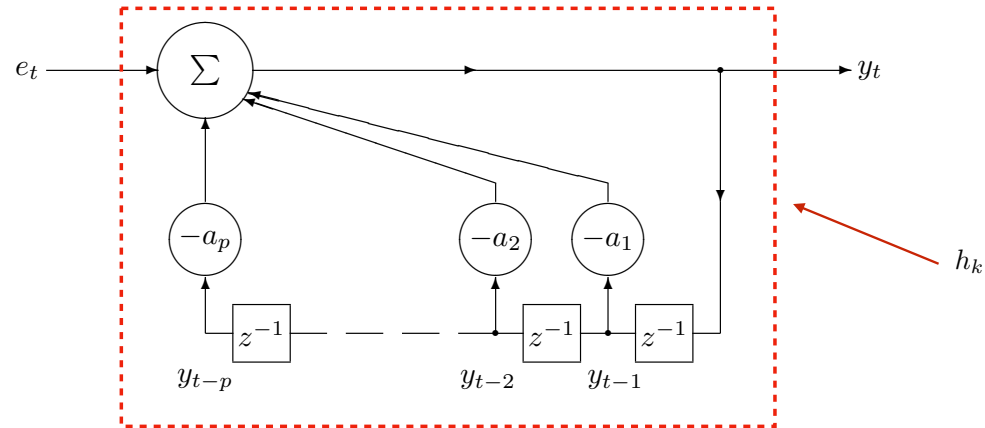 e_t ∑ y_t
−a_p −a_2 −a_1
h_k
z^{−1} z^{−1} z^{−1}
y_{t−p} y_{t−2} y_{t−1}